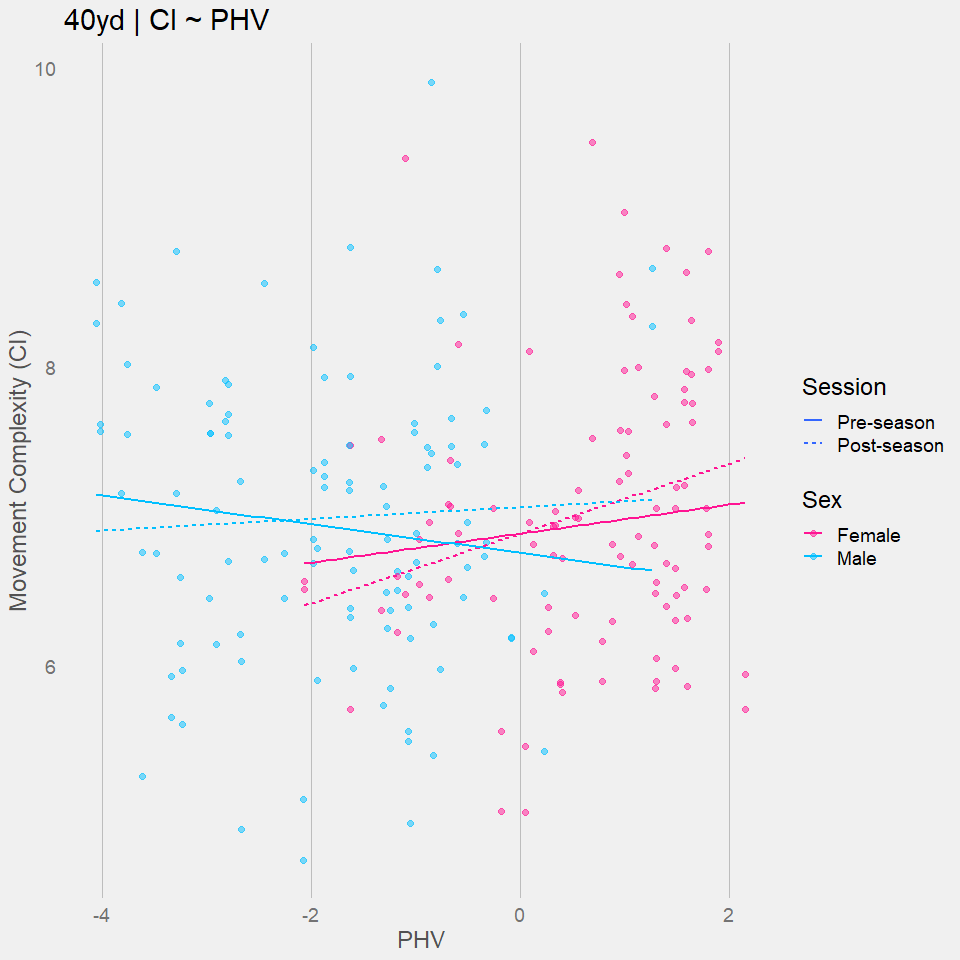 40yd | CI ~ PHV
10
8
6
Movement Complexity (CI)
-4
-2
0
2
PHV
Session
Pre-season
Post-season
Sex
Female
Male